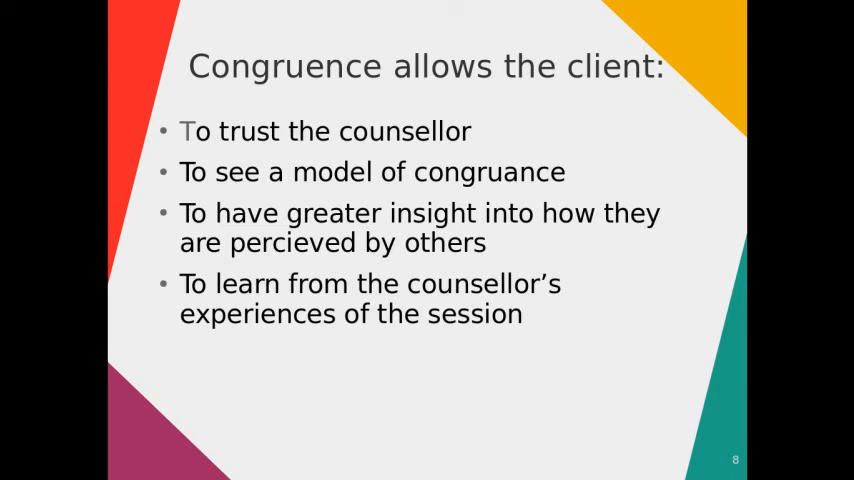 Congruence allows the client:
• To trust the counsellor
• To see a model of congruance
• To have greater insight into how they
are percieved by others
• To learn from the counsellor’s
experiences of the session
8